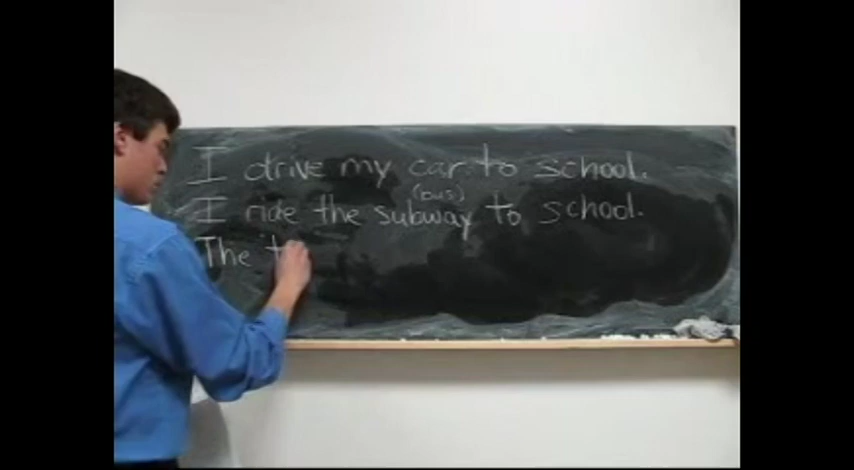 I drive my car to school.
(bus)
I ride the subway to school.
The t